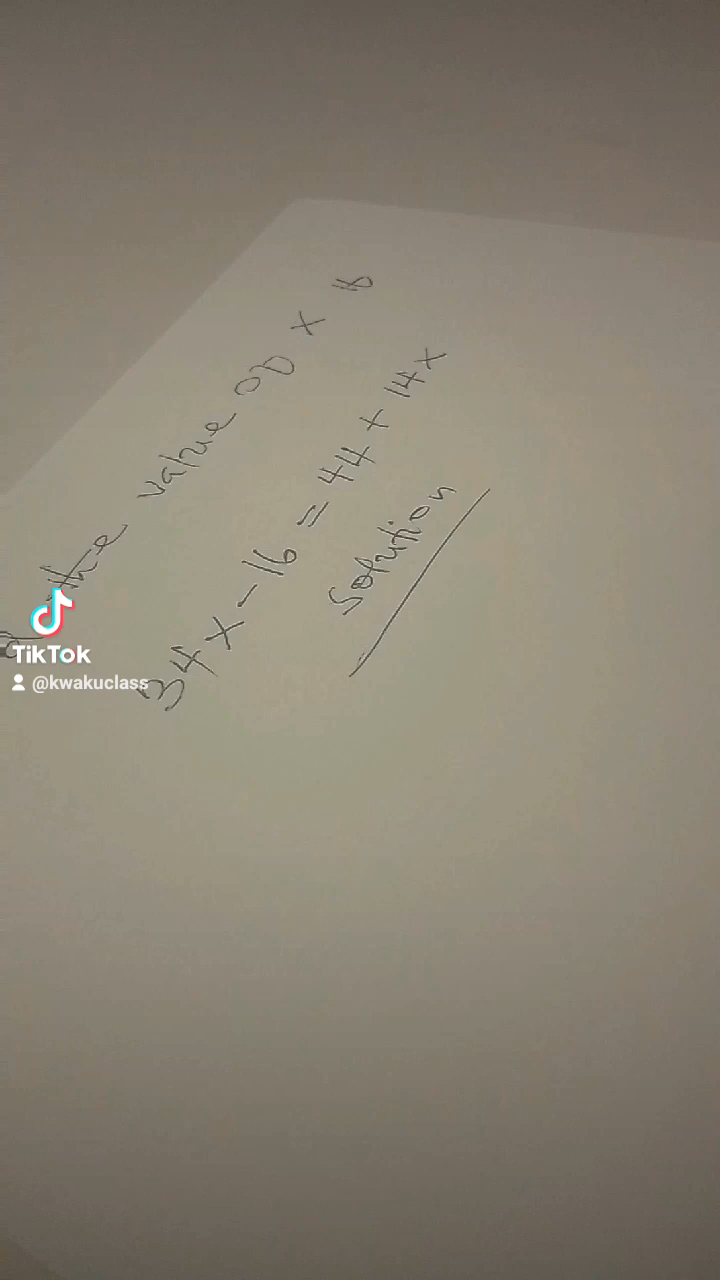 the value of x if
34x - 16 = 44 + 14x
Solution
TikTok
@kwakuclass